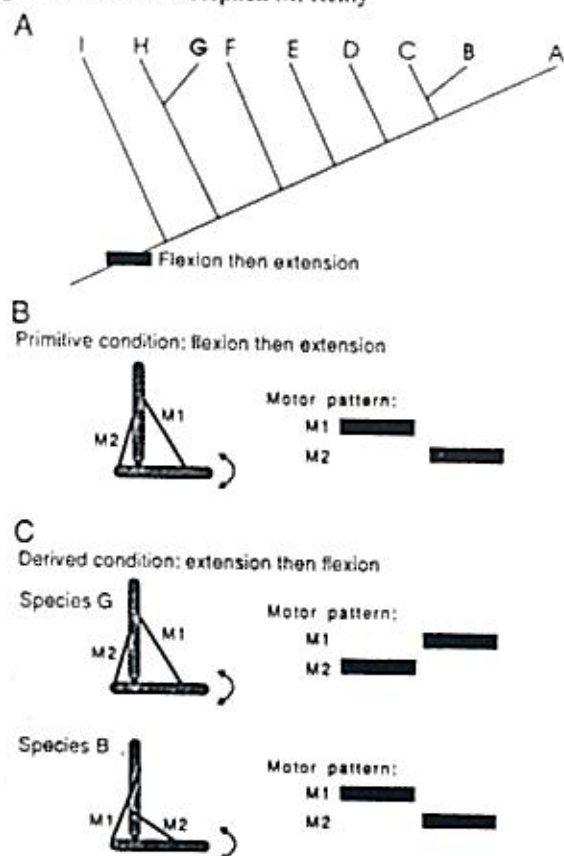 A
I H G F E D C B A
Flexion then extension
B
Primitive condition: flexion then extension
Motor pattern:
M1
M2
M1
M2
C
Derived condition: extension then flexion
Species G
Motor pattern:
M1
M2
M1
M2
Species B
Motor pattern:
M1
M2
M1
M2